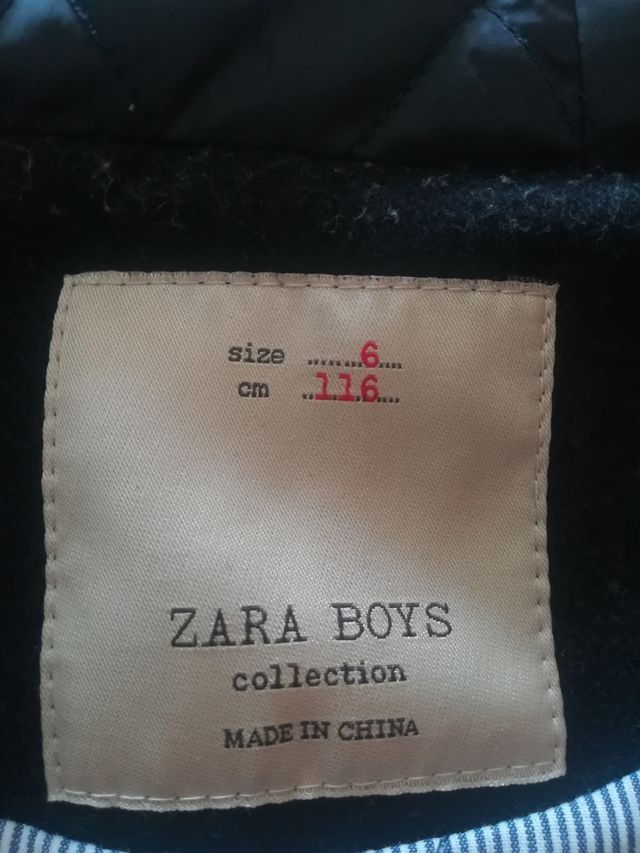 size ........6....
cm ..116....
ZARA BOYS
collection
MADE IN CHINA